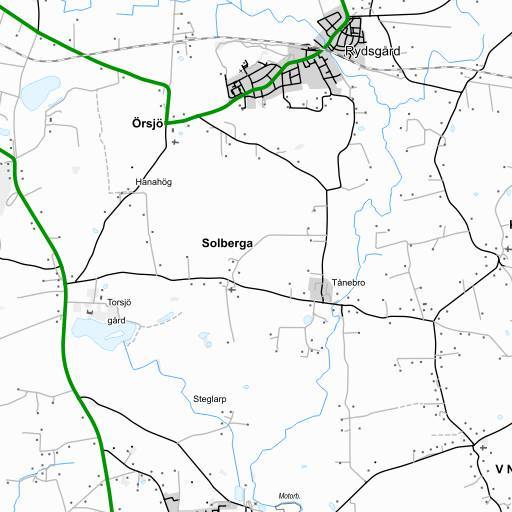 Rydsgård
Örsjö
Hanahög
Solberga
Tånebro
Torsjö
gård
Steglarp
V N
Motorb.